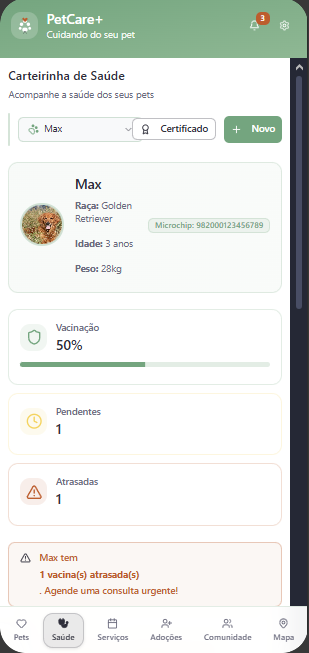 PetCare+
Cuidando do seu pet
3
Carteirinha de Saúde
Acompanhe a saúde dos seus pets
Max
Certificado
+ Novo
Max
Raça: Golden
Retriever
Microchip: 982000123456789
Idade: 3 anos
Peso: 28kg
Vacinação
50%
Pendentes
1
Atrasadas
1
Max tem
1 vacina(s) atrasada(s)
. Agende uma consulta urgente!
Pets
Saúde
Serviços
Adoções
Comunidade
Mapa